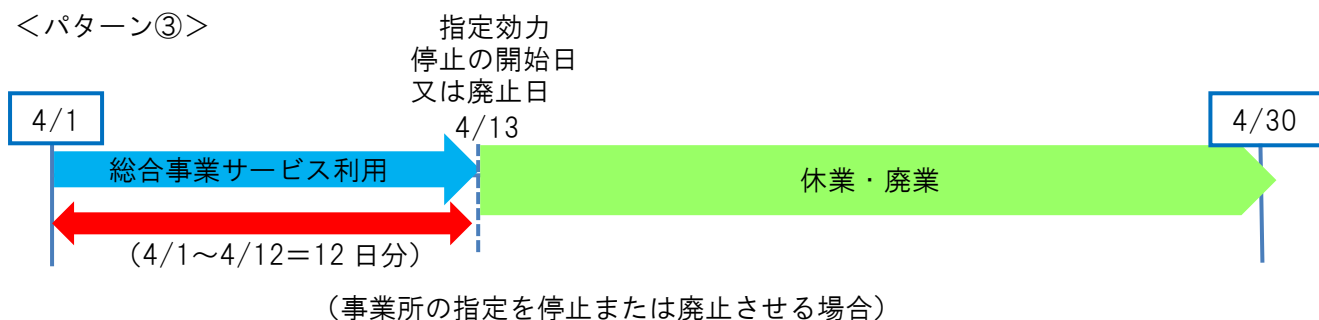 ＜パターン③＞
指定効力
停止の開始日
又は廃止日
4/1
4/13
4/30
総合事業サービス利用
休業・廃業
（4/1～4/12＝12 日分）
（事業所の指定を停止または廃止させる場合）